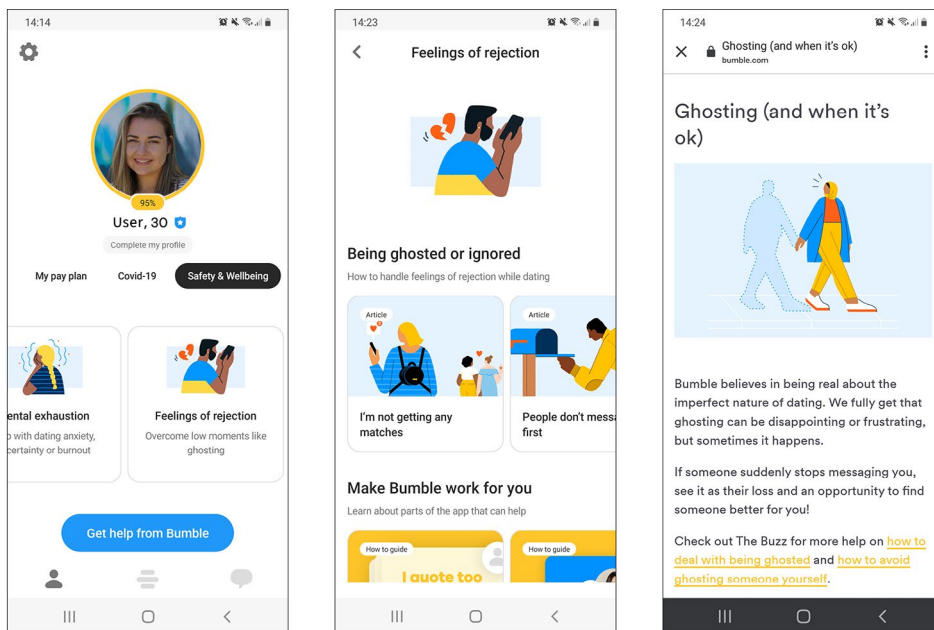 14:14
95%
User, 30
Complete my profile
My pay plan
Covid-19
Safety & Wellbeing
ental exhaustion
with dating anxiety,
certainty or burnout
Feelings of rejection
Overcome low moments like
ghosting
Get help from Bumble
14:23
Feelings of rejection
Being ghosted or ignored
How to handle feelings of rejection while dating
Article
I'm not getting any
matches
Article
People don't messa
first
Make Bumble work for you
Learn about parts of the app that can help
How to guide
I quote too
How to guide
14:24
Ghosting (and when it's ok)
bumble.com
Ghosting (and when it's
ok)
Bumble believes in being real about the
imperfect nature of dating. We fully get that
ghosting can be disappointing or frustrating,
but sometimes it happens.
If someone suddenly stops messaging you,
see it as their loss and an opportunity to find
someone better for you!
Check out The Buzz for more help on how to
deal with being ghosted and how to avoid
ghosting someone yourself.